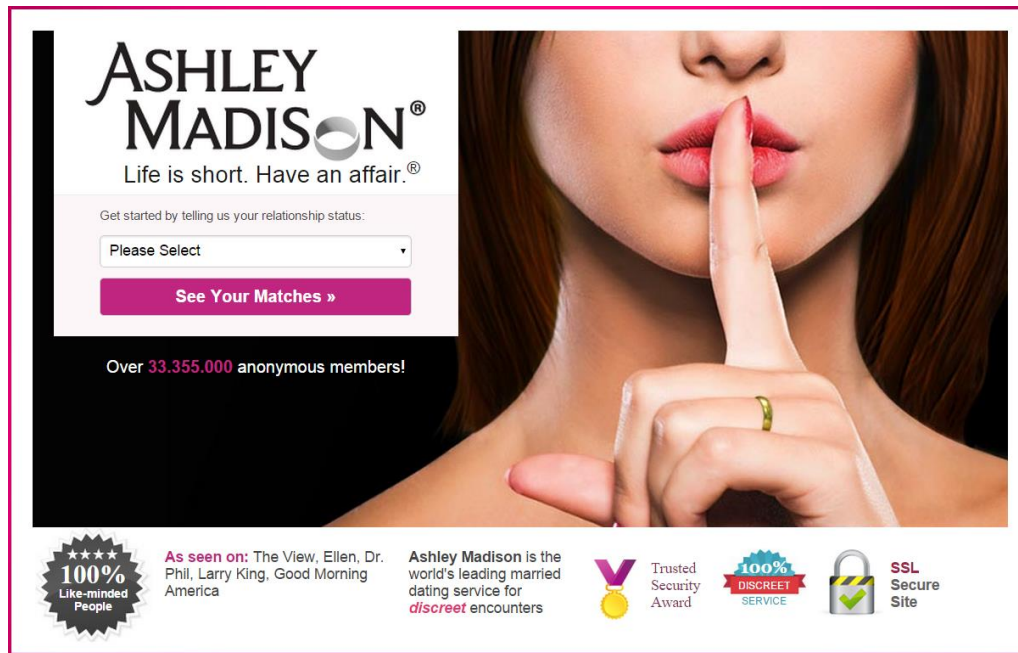 ASHLEY
MADISON®
Life is short. Have an affair.®
Get started by telling us your relationship status:
Please Select
See Your Matches »
Over 33.355.000 anonymous members!
100%
Like-minded
People
As seen on: The View, Ellen, Dr.
Phil, Larry King, Good Morning
America
Ashley Madison is the
world's leading married
dating service for
discreet encounters
Trusted
Security
Award
100%
DISCREET
SERVICE
SSL
Secure
Site